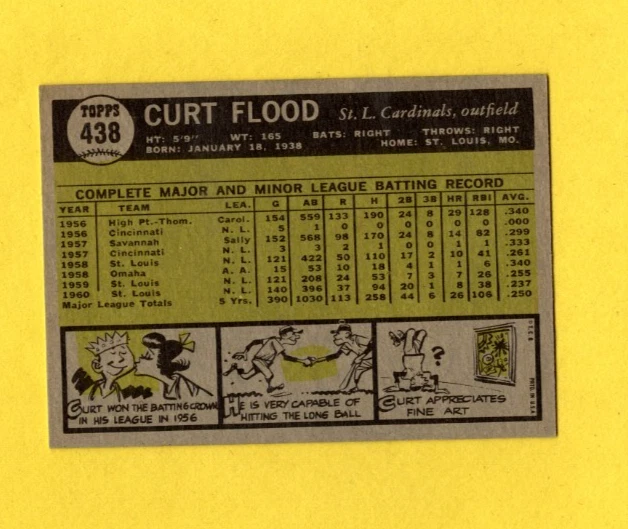 TOPPS
438
CURT FLOOD St. L. Cardinals, outfield
HT: 5'9" WT: 165 BATS: RIGHT THROWS: RIGHT
BORN: JANUARY 18, 1938 HOME: ST. LOUIS, MO.
COMPLETE MAJOR AND MINOR LEAGUE BATTING RECORD
YEAR TEAM LEA. G AB R H 2B 3B HR RBI AVG.
1956 High Pt.-Thom. Carol. 154 559 133 190 24 8 29 128 .340
1956 Cincinnati N. L. 5 1 0 0 0 0 0 0 .000
1957 Savannah Sally 152 568 98 170 24 8 14 82 .299
1957 Cincinnati N. L. 3 3 2 1 0 0 1 1 .333
1958 St. Louis N. L. 121 422 50 110 17 2 10 41 .261
1958 Omaha A. A. 15 53 10 18 4 1 1 6 .340
1959 St. Louis N. L. 121 208 24 53 7 3 7 26 .255
1960 St. Louis N. L. 140 396 37 94 20 1 8 38 .237
Major League Totals 5 Yrs. 390 1030 113 258 44 6 26 106 .250
CURT WON THE BATTING CROWN
IN HIS LEAGUE IN 1956
HE IS VERY CAPABLE OF
HITTING THE LONG BALL
?
CURT APPRECIATES
FINE ART
PRTD. IN U.S.A.